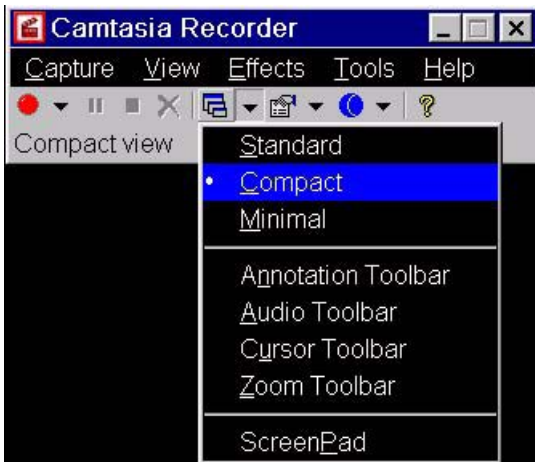 Camtasia Recorder
Capture View Effects Tools Help
Compact view
Standard
Compact
Minimal
Annotation Toolbar
Audio Toolbar
Cursor Toolbar
Zoom Toolbar
ScreenPad